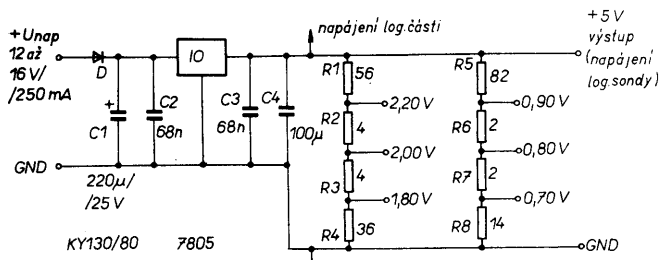 +Unap
12 až
16 V/
/250 mA
D
IO
napájení log. části
+5V
výstup
(napájení
log. sondy)
C1
+
C2
68n
C3
68n
C4
100µ
220µ/
/25 V
GND
KY130/80
7805
R1
56
2,20 V
R2
4
2,00 V
R3
4
1,80 V
R4
36
R5
82
0,90 V
R6
2
0,80 V
R7
2
0,70 V
R8
14
GND